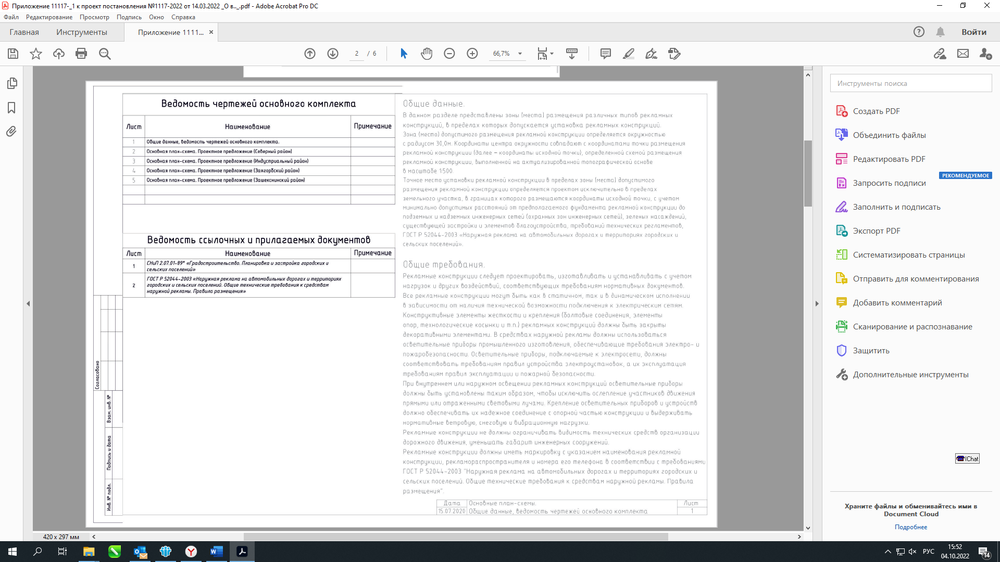 Приложение 11117-_1 к проект постановления №1117-2022 от 14.03.2022 _О в.._.pdf - Adobe Acrobat Pro DC
Файл Редактирование Просмотр Подпись Окно Справка
Главная Инструменты Приложение 1111... ×
Войти
2 / 6
66,7%
Ведомость чертежей основного комплекта
Лист Наименование Примечание
1 Общие данные, ведомость чертежей основного комплекта.
2 Основная план-схема. Проектное предложение (Северный район)
3 Основная план-схема. Проектное предложение (Индустриальный район)
4 Основная план-схема. Проектное предложение (Заягорбский район)
5 Основная план-схема. Проектное предложение (Зашекснинский район)
Ведомость ссылочных и прилагаемых документов
Лист Наименование Примечание
1 СНиП 2.07.01-89* «Градостроительство. Планировка и застройка городских и
сельских поселений»
2 ГОСТ Р 52044-2003 «Наружная реклама на автомобильных дорогах и территориях
городских и сельских поселений. Общие технические требования к средствам
наружной рекламы. Правила размещения»
Согласовано
Взам. инв. №
Подпись и дата
Инв. № подл.
Общие данные.
В данном разделе представлены зоны (места) размещения различных типов рекламных
конструкций, в пределах которых допускается установка рекламных конструкций.
Зона (место) допустимого размещения рекламной конструкции определяется окружностью
с радиусом 30,0м. Координаты центра окружности совпадают с координатами точки размещения
рекламной конструкции (далее – координаты исходной точки), определенной схемой размещения
рекламной конструкции, выполненной на актуализированной топографической основе
в масштабе 1:500.
Точное место установки рекламной конструкции в пределах зоны (места) допустимого
размещения рекламной конструкции определяется проектом исключительно в пределах
земельного участка, в границах которого размещаются координаты исходной точки, с учетом
минимально допустимых расстояний от предполагаемого фундамента рекламной конструкции до
подземных и надземных инженерных сетей (охранных зон инженерных сетей), зеленых насаждений,
существующей застройки и элементов благоустройства, требований технических регламентов,
ГОСТ Р 52044-2003 «Наружная реклама на автомобильных дорогах и территориях городских и
сельских поселений».
Общие требования.
Рекламные конструкции следует проектировать, изготавливать и устанавливать с учетом
нагрузок и других воздействий, соответствующих требованиям нормативных документов.
Все рекламные конструкции могут быть как в статичном, так и в динамическом исполнении
в зависимости от наличия технической возможности подключения к электрическим сетям.
Конструктивные элементы жесткости и крепления (болтовые соединения, элементы
опор, технологические косынки и т.п.) рекламных конструкций должны быть закрыты
декоративными элементами. В средствах наружной рекламы должны использоваться
осветительные приборы промышленного изготовления, обеспечивающие требования электро- и
пожаробезопасности. Осветительные приборы, подключаемые к электросети, должны
соответствовать требованиям правил устройства электроустановок, а их эксплуатация
требованиям правил эксплуатации и пожарной безопасности.
При внутреннем или наружном освещении рекламных конструкций осветительные приборы
должны быть установлены таким образом, чтобы исключить ослепление участников движения
прямыми или отраженными световыми лучами. Крепление осветительных приборов и устройств
должно обеспечивать их надежное соединение с опорной частью конструкции и выдерживать
нормативные ветровую, снеговую и вибрационную нагрузки.
Рекламные конструкции не должны ограничивать видимость технических средств организации
дорожного движения, уменьшать габарит инженерных сооружений.
Рекламные конструкции должны иметь маркировку с указанием наименования рекламной
конструкции, рекламораспространителя и номера его телефона в соответствии с требованиями
ГОСТ Р 52044-2003 "Наружная реклама на автомобильных дорогах и территориях городских и
сельских поселений. Общие технические требования к средствам наружной рекламы. Правила
размещения".
Дата Основные план-схемы. Лист
15.07.2020 Общие данные, ведомость чертежей основного комплекта 1
420 x 297 мм
Инструменты поиска
Создать PDF
Объединить файлы
Редактировать PDF
РЕКОМЕНДУЕМОЕ
Запросить подписи
Заполнить и подписать
Экспорт PDF
Систематизировать страницы
Отправить для комментирования
Добавить комментарий
Сканирование и распознавание
Защитить
Дополнительные инструменты
IChat
Храните файлы и обменивайтесь ими в
Document Cloud
Подробнее
РУС
15:52
04.10.2022
14